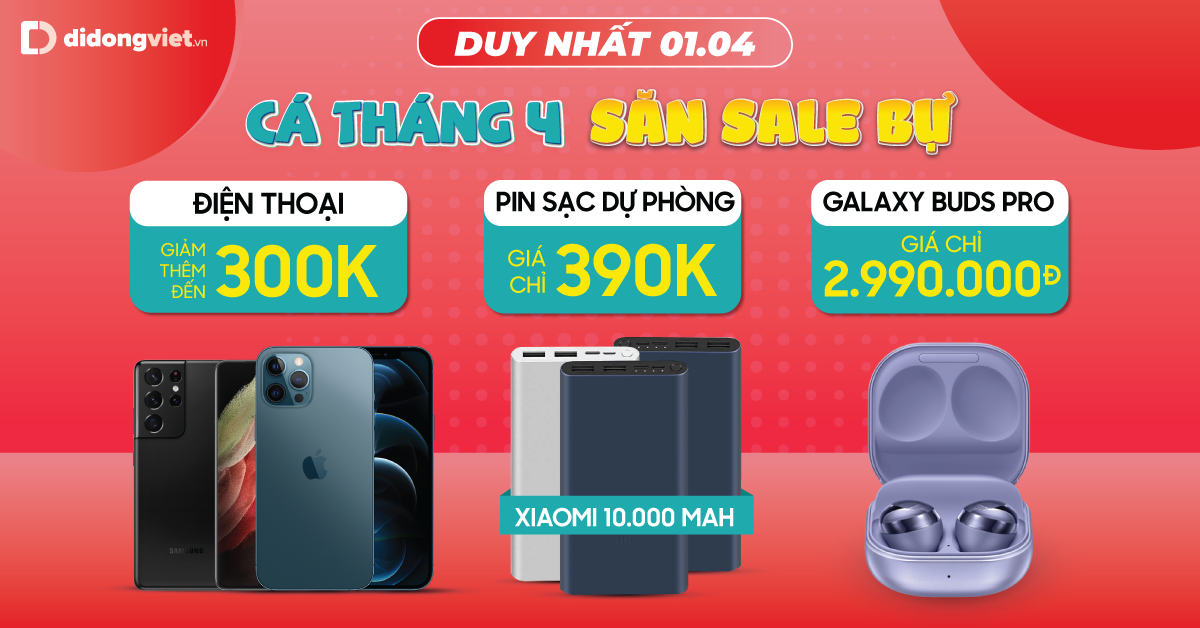 didongviet.vn
DUY NHẤT 01.04
CÁ THÁNG 4 SĂN SALE BỰ
ĐIỆN THOẠI
GIẢM THÊM ĐẾN 300K
PIN SẠC DỰ PHÒNG
GIÁ CHỈ 390K
GALAXY BUDS PRO
GIÁ CHỈ
2.990.000Đ
SAMSUNG
XIAOMI 10.000 MAH